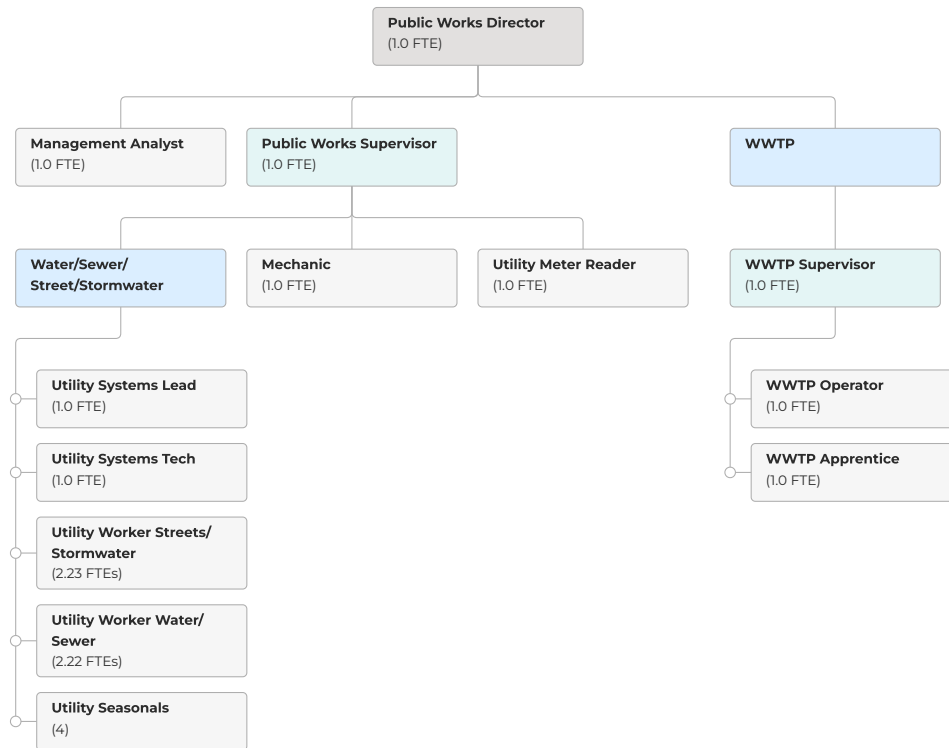 Public Works Director
(1.0 FTE)
Management Analyst
(1.0 FTE)
Public Works Supervisor
(1.0 FTE)
WWTP
Water/Sewer/
Street/Stormwater
Mechanic
(1.0 FTE)
Utility Meter Reader
(1.0 FTE)
WWTP Supervisor
(1.0 FTE)
Utility Systems Lead
(1.0 FTE)
Utility Systems Tech
(1.0 FTE)
Utility Worker Streets/
Stormwater
(2.23 FTEs)
Utility Worker Water/
Sewer
(2.22 FTEs)
Utility Seasonals
(4)
WWTP Operator
(1.0 FTE)
WWTP Apprentice
(1.0 FTE)